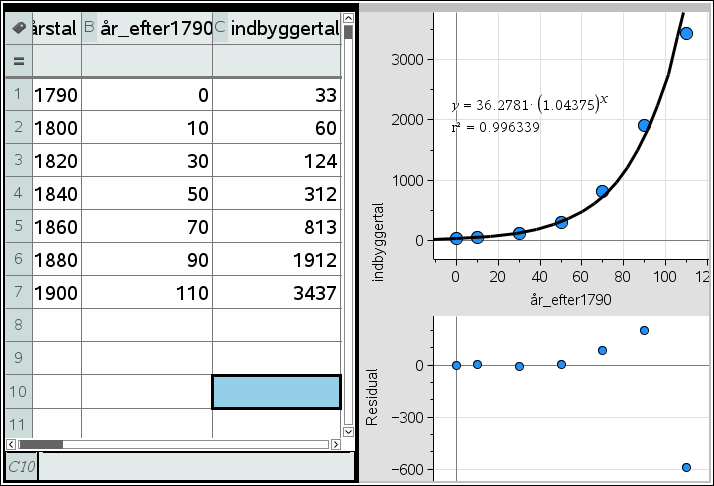 årstal B år_efter1790 C indbyggertal
=
1 1790 0 33
2 1800 10 60
3 1820 30 124
4 1840 50 312
5 1860 70 813
6 1880 90 1912
7 1900 110 3437
8
9
10
11
C10
3000
2000
1000
0
y = 36.2781· (1.04375)^x
r² = 0.996339
indbyggertal
0 20 40 60 80 100 12
år_efter1790
0
−300
−600
Residual